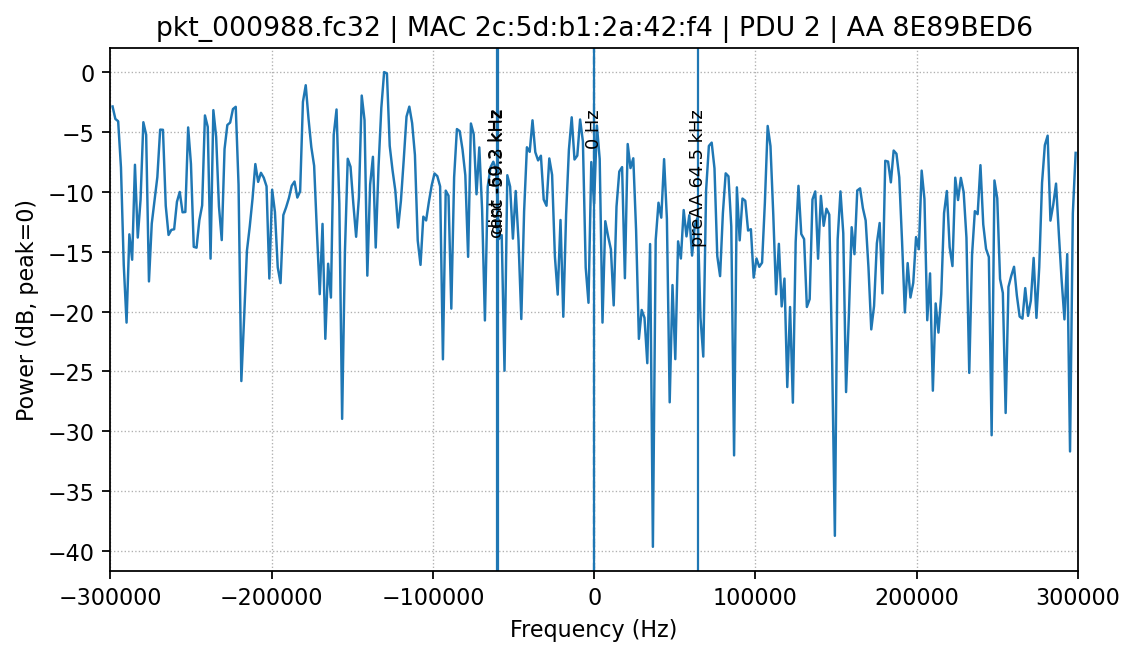 pkt_000988.fc32 | MAC 2c:5d:b1:2a:42:f4 | PDU 2 | AA 8E89BED6
Power (dB, peak=0)
0
−5
−10
−15
−20
−25
−30
−35
−40
kHz
0 Hz
preAA 64.5 kHz
−300000
−200000
−100000
0
100000
200000
300000
Frequency (Hz)